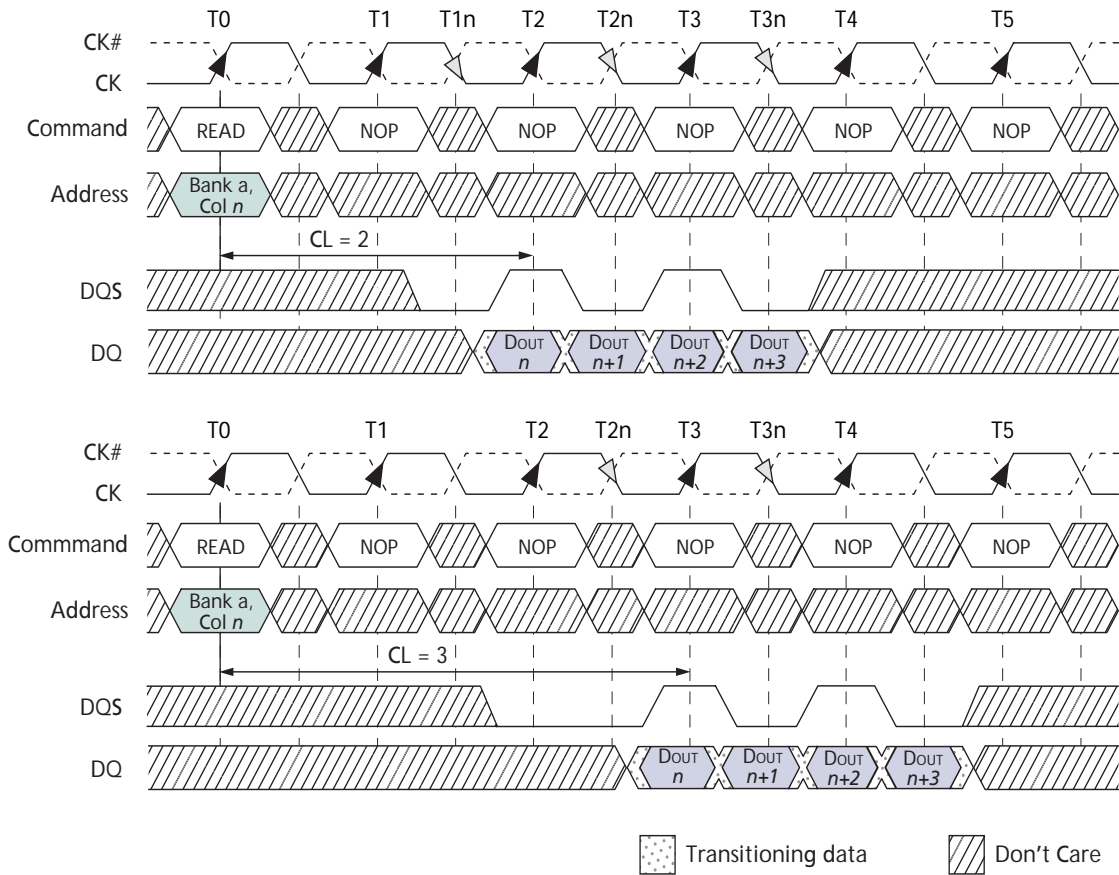 T0 T1 T1n T2 T2n T3 T3n T4 T5
CK#
CK
Command READ NOP NOP NOP NOP NOP
Address Bank a,
Col n
CL = 2
DQS
DQ DOUT n DOUT n+1 DOUT n+2 DOUT n+3
T0 T1 T2 T2n T3 T3n T4 T5
CK#
CK
Commmand READ NOP NOP NOP NOP NOP
Address Bank a,
Col n
CL = 3
DQS
DQ DOUT n DOUT n+1 DOUT n+2 DOUT n+3
Transitioning data Don't Care